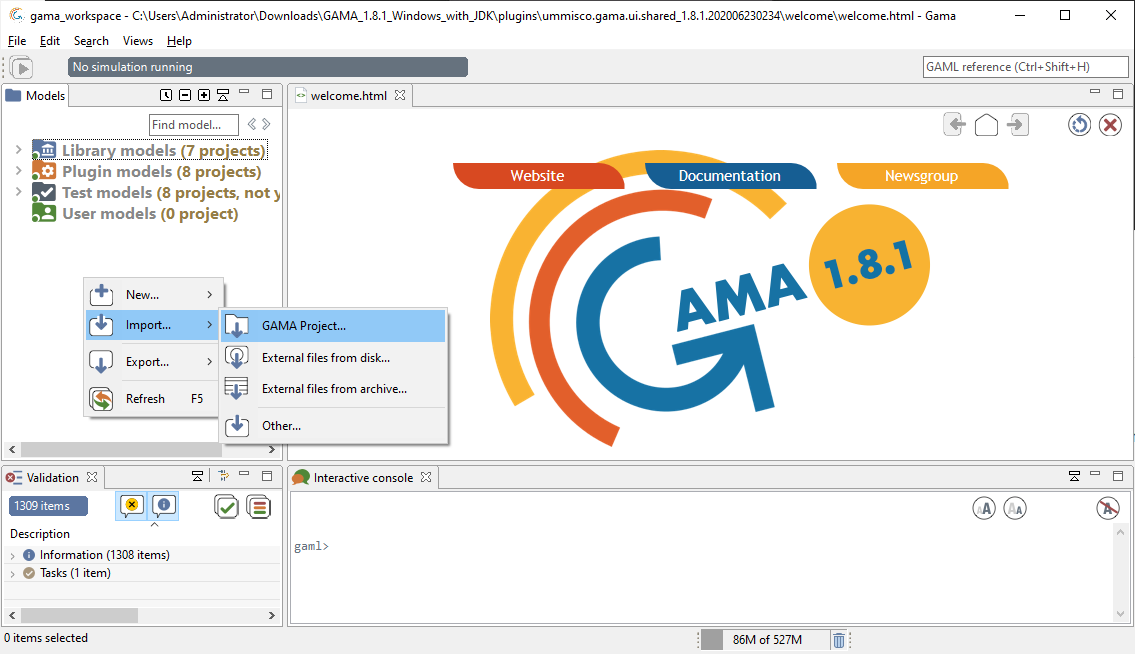 gama_workspace - C:\Users\Administrator\Downloads\GAMA_1.8.1_Windows_with_JDK\plugins\ummisco.gama.ui.shared_1.8.1.202006230234\welcome\welcome.html - Gama
File Edit Search Views Help
No simulation running
GAML reference (Ctrl+Shift+H)
Models
welcome.html
Find model...
Library models (7 projects)
Plugin models (8 projects)
Test models (8 projects, not y
User models (0 project)
Website
Documentation
Newsgroup
GAMA
1.8.1
New...
Import...
Export...
Refresh F5
GAMA Project...
External files from disk...
External files from archive...
Other...
Validation
1309 items
Description
Information (1308 items)
Tasks (1 item)
Interactive console
AA
AA
A
gaml>
0 items selected
86M of 527M